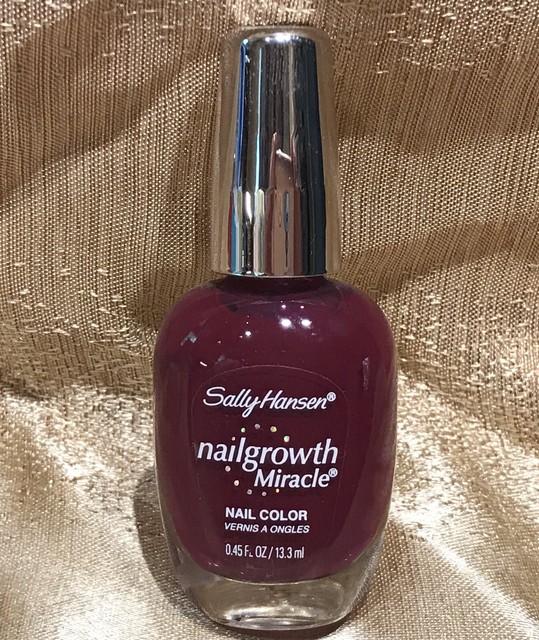 Sally Hansen®
nailgrowth
Miracle®
NAIL COLOR
VERNIS A ONGLES
0.45 FL OZ / 13.3 ml